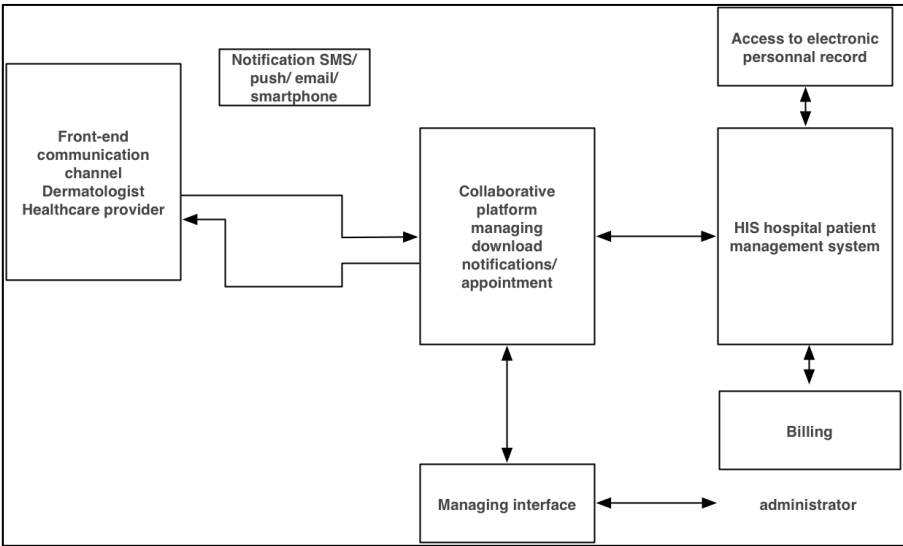 Notification SMS/
push/ email/
smartphone
Access to electronic
personnal record
Front-end
communication
channel
Dermatologist
Healthcare provider
Collaborative
platform
managing
download
notifications/
appointment
HIS hospital patient
management system
Billing
Managing interface
administrator